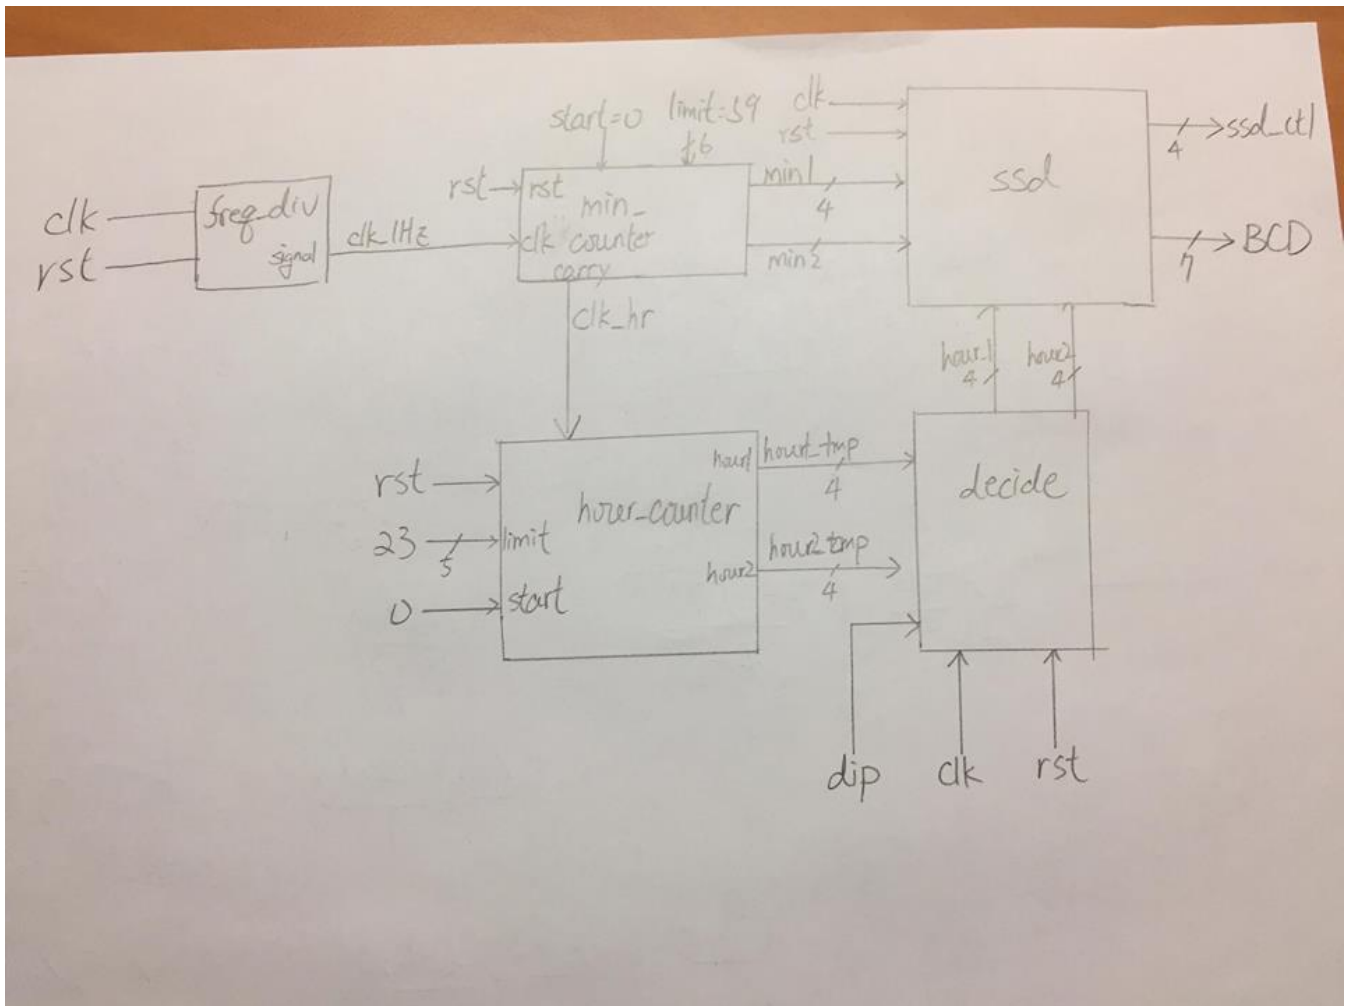 clk
rst
freq_div
signal
clk_1Hz
start=0
limit=59
6
rst
rst
min_
clk counter
carry
clk_hr
min1
4
min2
clk
rst
ssd
ssd_ctl
4
BCD
7
hour_1
4
hour2
4
rst
23
5
limit
0
start
hour_counter
hour1
hour2
hour1_tmp
4
hour2_tmp
4
decide
dip
clk
rst